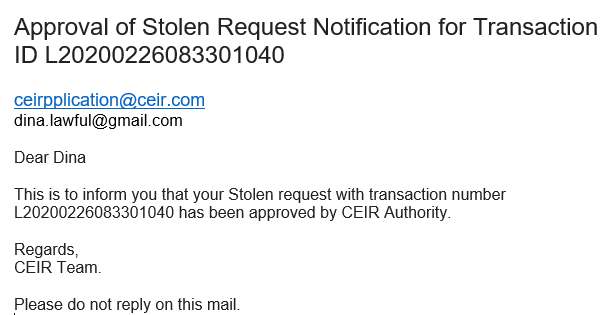 Approval of Stolen Request Notification for Transaction
ID L20200226083301040
ceirpplication@ceir.com
dina.lawful@gmail.com
Dear Dina
This is to inform you that your Stolen request with transaction number
L20200226083301040 has been approved by CEIR Authority.
Regards,
CEIR Team.
Please do not reply on this mail.